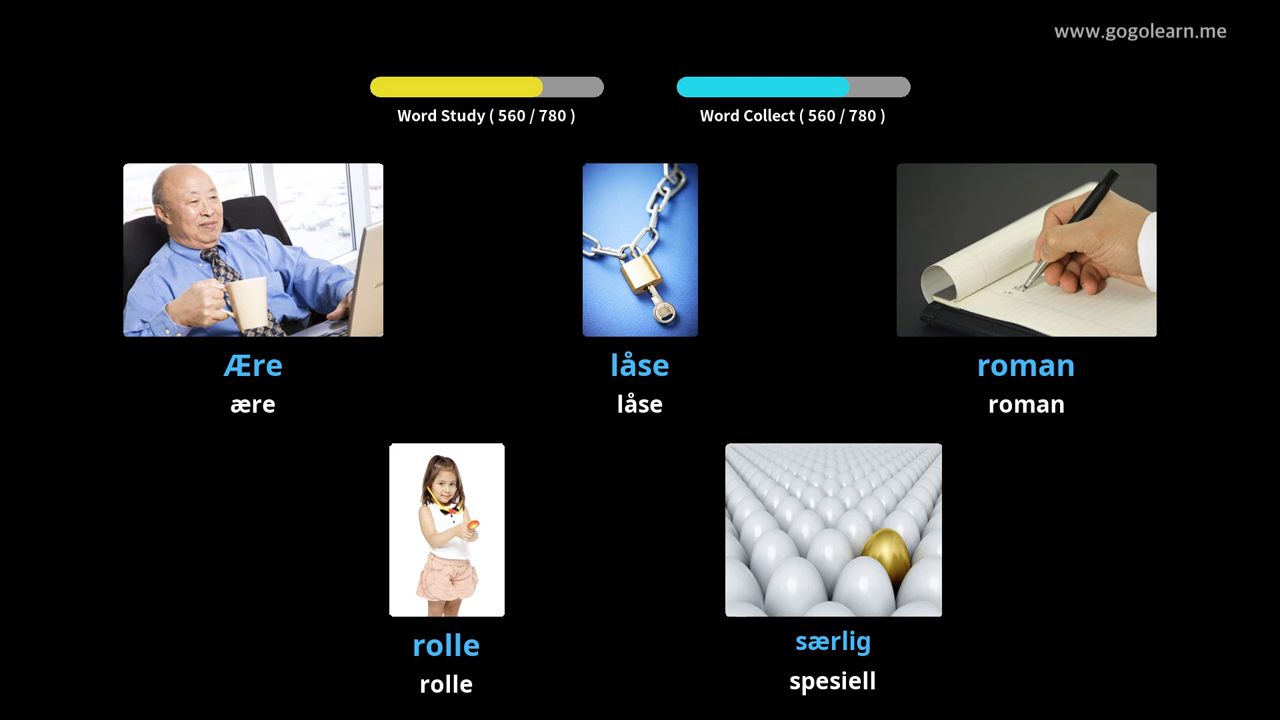 www.gogolearn.me
Word Study ( 560 / 780 )
Word Collect ( 560 / 780 )
Ære
ære
låse
låse
roman
roman
rolle
rolle
særlig
spesiell